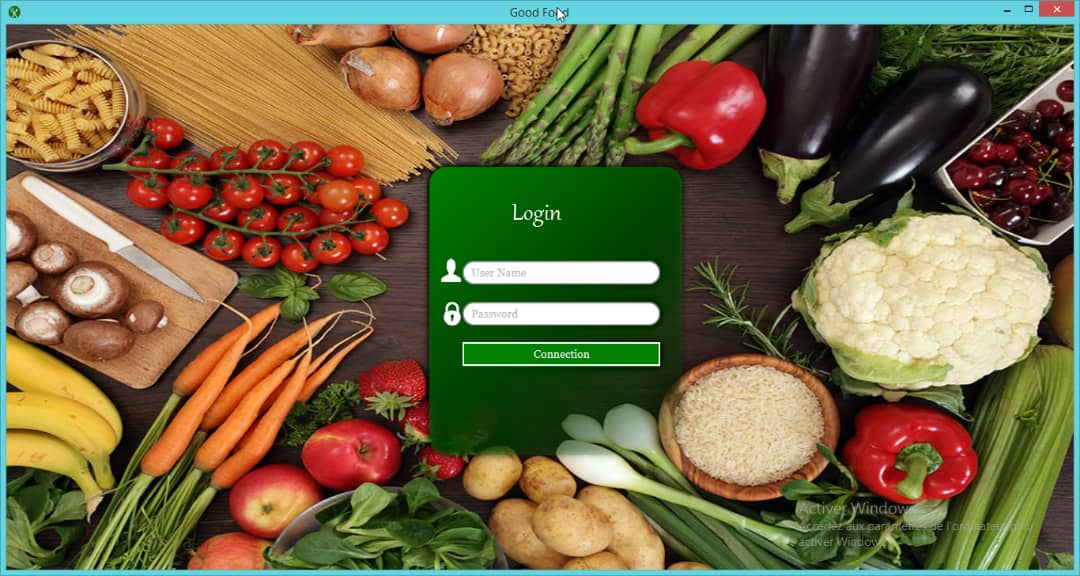 Good Food
Login
User Name
Password
Connection
Activer Windows
Accédez aux paramètres de l'ordinateur pour
activer Windows.